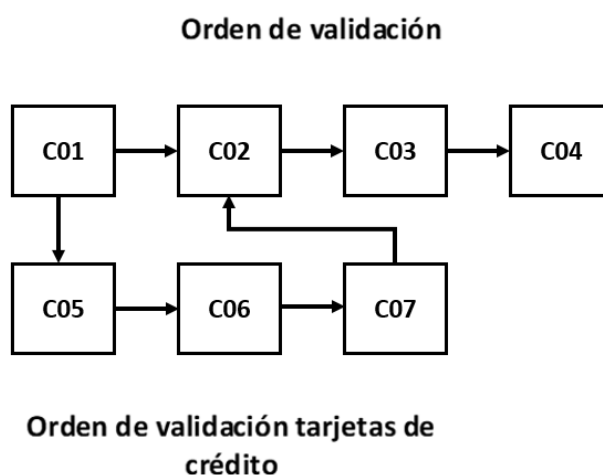 Orden de validación
C01
C02
C03
C04
C05
C06
C07
Orden de validación tarjetas de
crédito